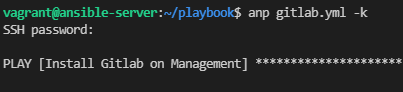 vagrant@ansible-server:~/playbook$ anp gitlab.yml -k
SSH password:
PLAY [Install Gitlab on Management] *********************